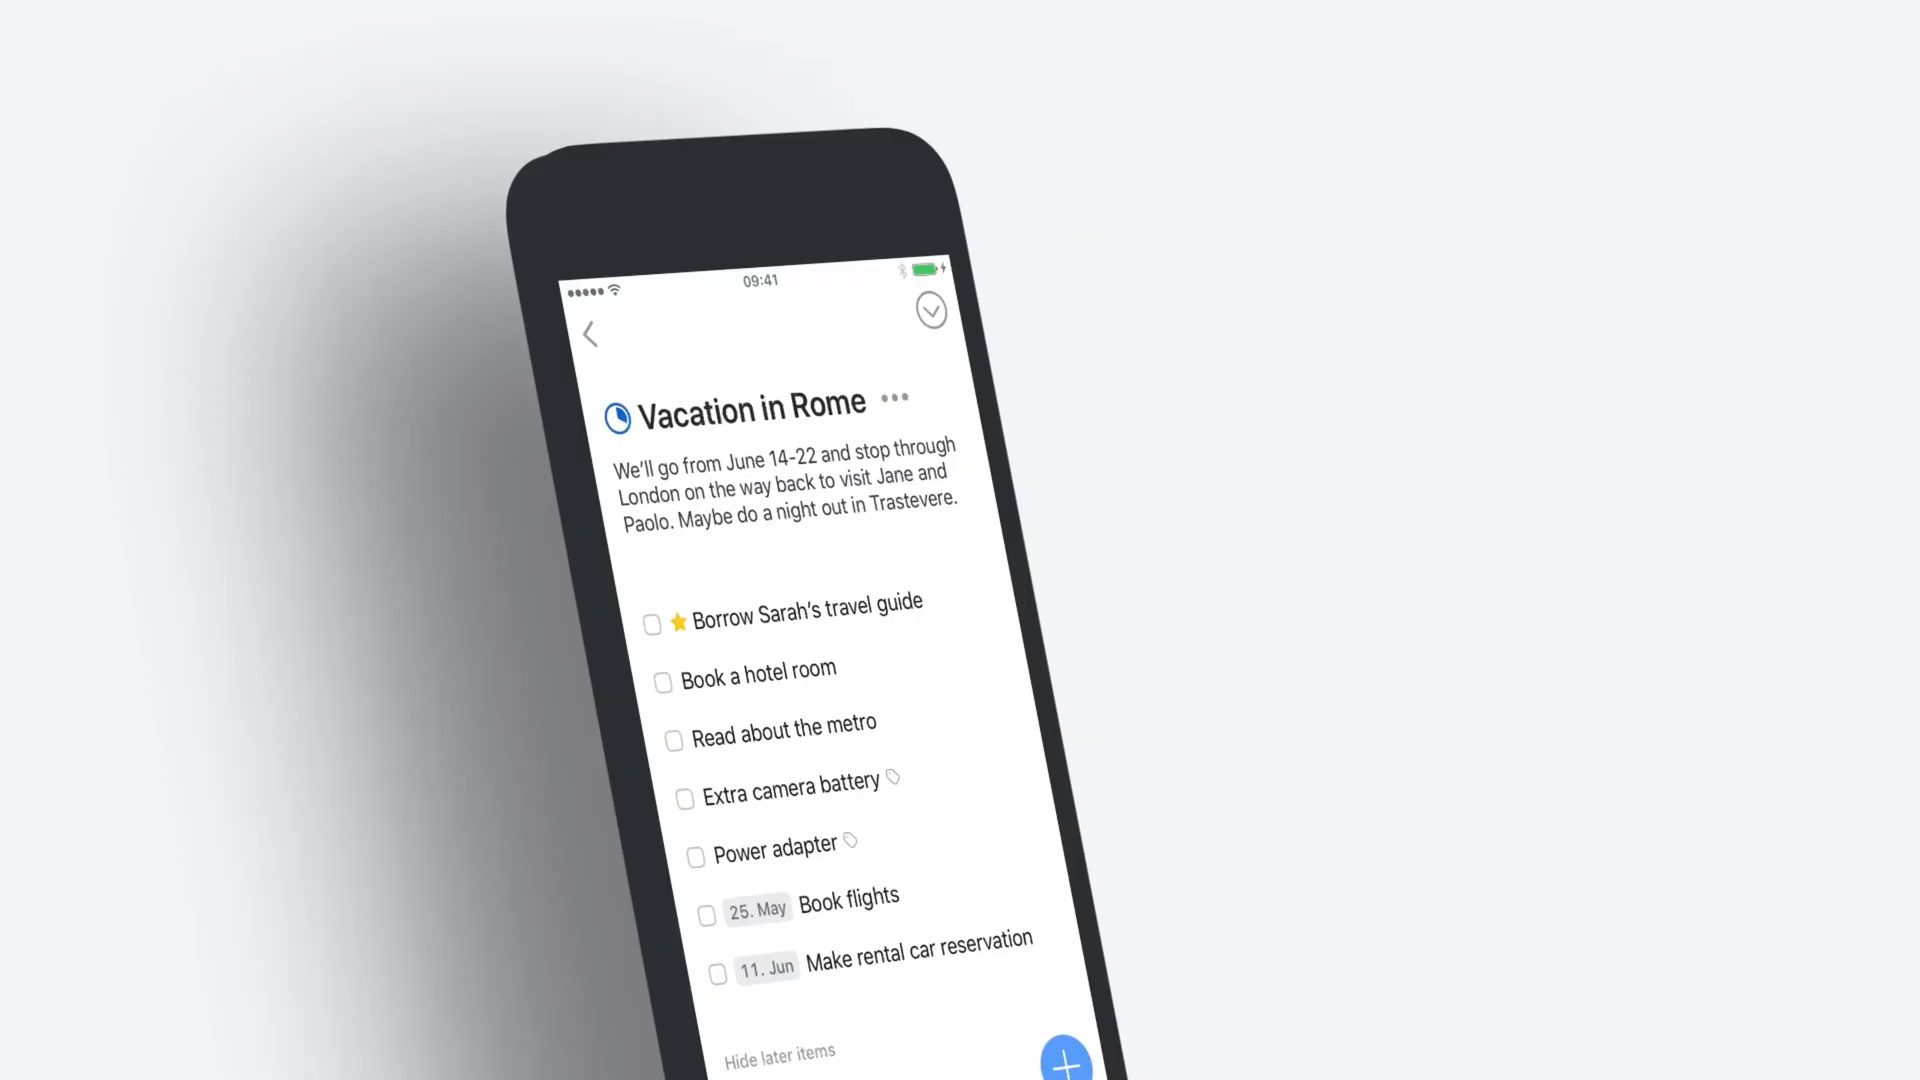 09:41
Vacation in Rome
We'll go from June 14-22 and stop through
London on the way back to visit Jane and
Paolo. Maybe do a night out in Trastevere.
Borrow Sarah's travel guide
Book a hotel room
Read about the metro
Extra camera battery
Power adapter
25. May Book flights
11. Jun Make rental car reservation
Hide later items